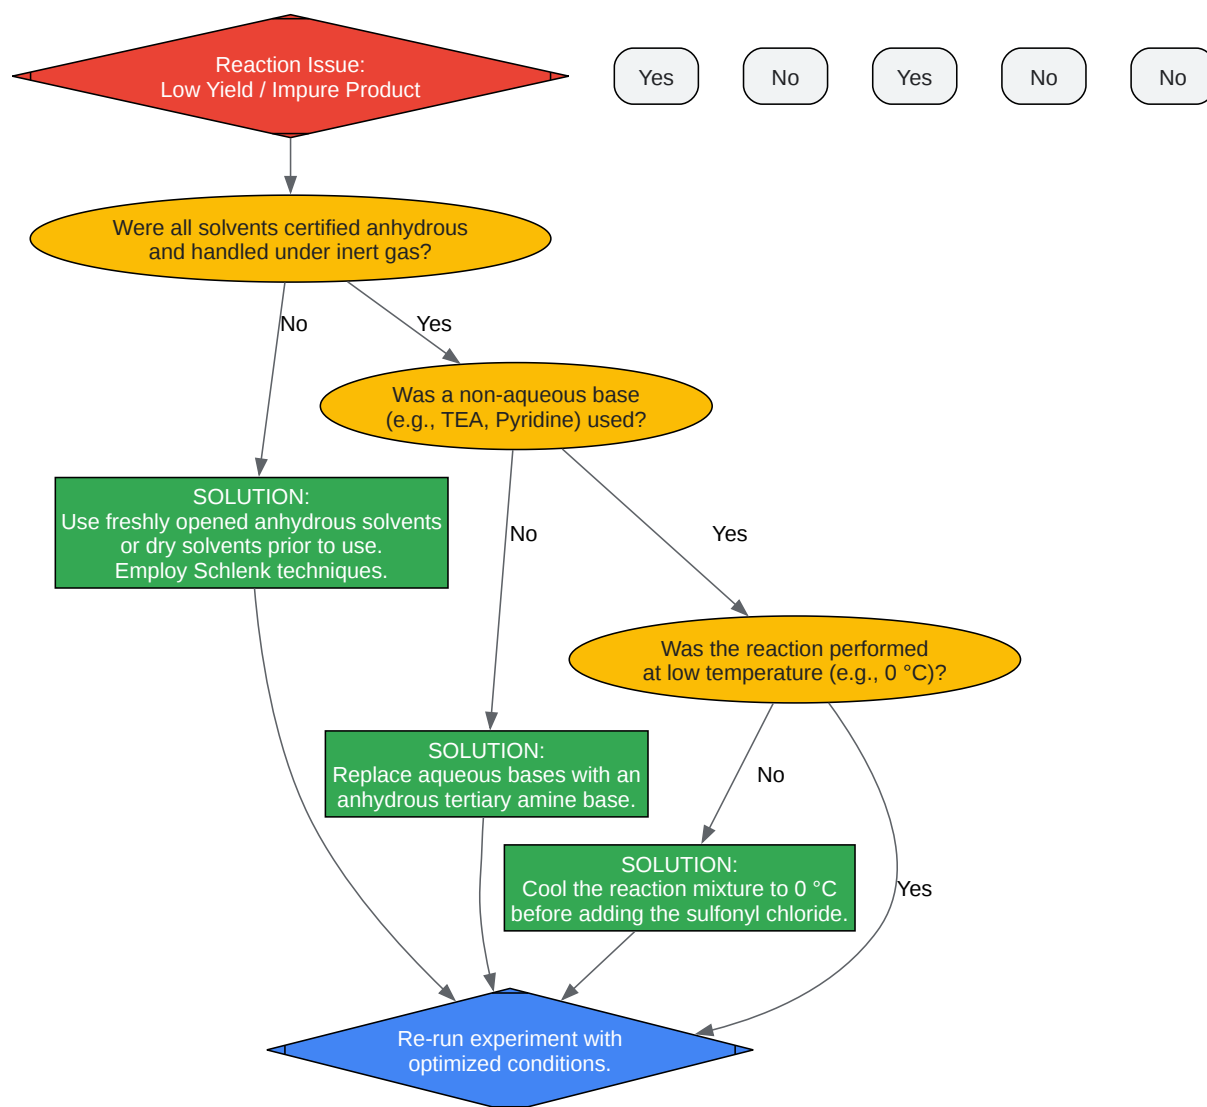 Reaction Issue:
Low Yield / Impure Product
Yes
No
Yes
No
No
Were all solvents certified anhydrous
and handled under inert gas?
No
Yes
Was a non-aqueous base
(e.g., TEA, Pyridine) used?
SOLUTION:
Use freshly opened anhydrous solvents
or dry solvents prior to use.
Employ Schlenk techniques.
No
Yes
Was the reaction performed
at low temperature (e.g., 0 °C)?
SOLUTION:
Replace aqueous bases with an
anhydrous tertiary amine base.
No
SOLUTION:
Cool the reaction mixture to 0 °C
before adding the sulfonyl chloride.
Yes
Re-run experiment with
optimized conditions.